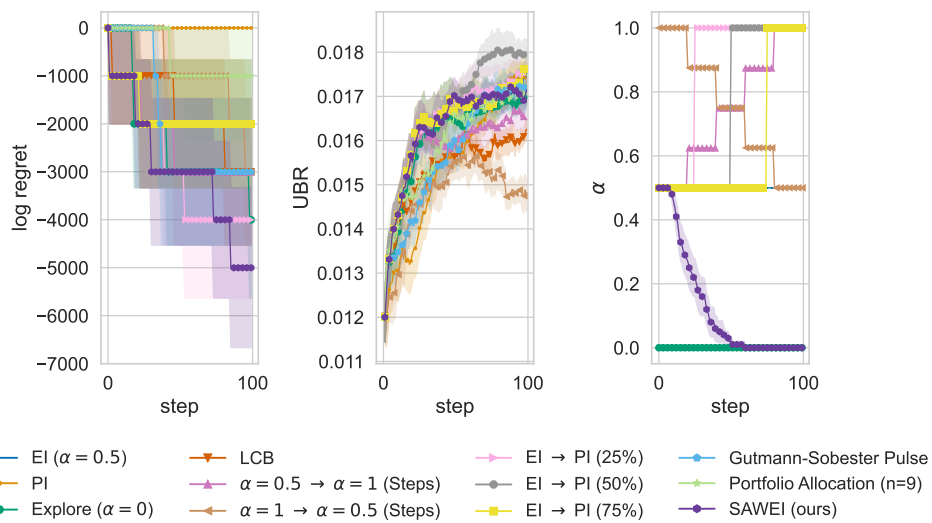 0
−1000
−2000
−3000
−4000
−5000
−6000
−7000
log regret
0 100
step
0.018
0.017
0.016
0.015
0.014
0.013
0.012
0.011
UBR
0 100
step
1.0
0.8
0.6
0.4
0.2
0.0
α
0 100
step
EI (α = 0.5)
PI
Explore (α = 0)
LCB
α = 0.5 → α = 1 (Steps)
α = 1 → α = 0.5 (Steps)
EI → PI (25%)
EI → PI (50%)
EI → PI (75%)
Gutmann-Sobester Pulse
Portfolio Allocation (n=9)
SAWEI (ours)